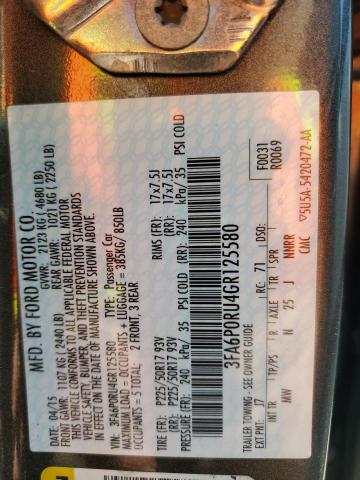 MFD. BY FORD MOTOR CO.
04/15 GVWR: 2123 KG ( 4680 LB)
FRONT GAWR: 1107 KG (2440 LB) REAR GAWR: 1021 KG ( 2250 LB)
THIS VEHICLE CONFORMS TO ALL APPLICABLE FEDERAL MOTOR
VEHICLE SAFETY, BUMPER, AND THEFT PREVENTION STANDARDS
IN EFFECT ON THE DATE OF MANUFACTURE SHOWN ABOVE.
VIN: 3FA6P0RU4GR125580 TYPE: Passenger Car
MAXIMUM LOAD = OCCUPANTS + LUGGAGE = 385KG/ 850LB
(OCCUPANTS = 5 TOTAL: 2 FRONT, 3 REAR
TIRE (FR): P225/50R17 93V RIMS (FR): 17x7.5J
TIRE (RR): P225/50R17 93V (RR): 17x7.5J
PRESSURE (FR): 240 kPa/ 35 PSI COLD (RR): 240 kPa/ 35 PSI COLD
3FA6P0RU4GR125580
TRAILER TOWING - SEE OWNER GUIDE
F0031
R0069
EXT PNT: J7 RC: 71 DSO:
INT TR TP/PS R AXLE TR SPR
MW N 25 J NNRR
CMC ▽5U5A-5420472-AA